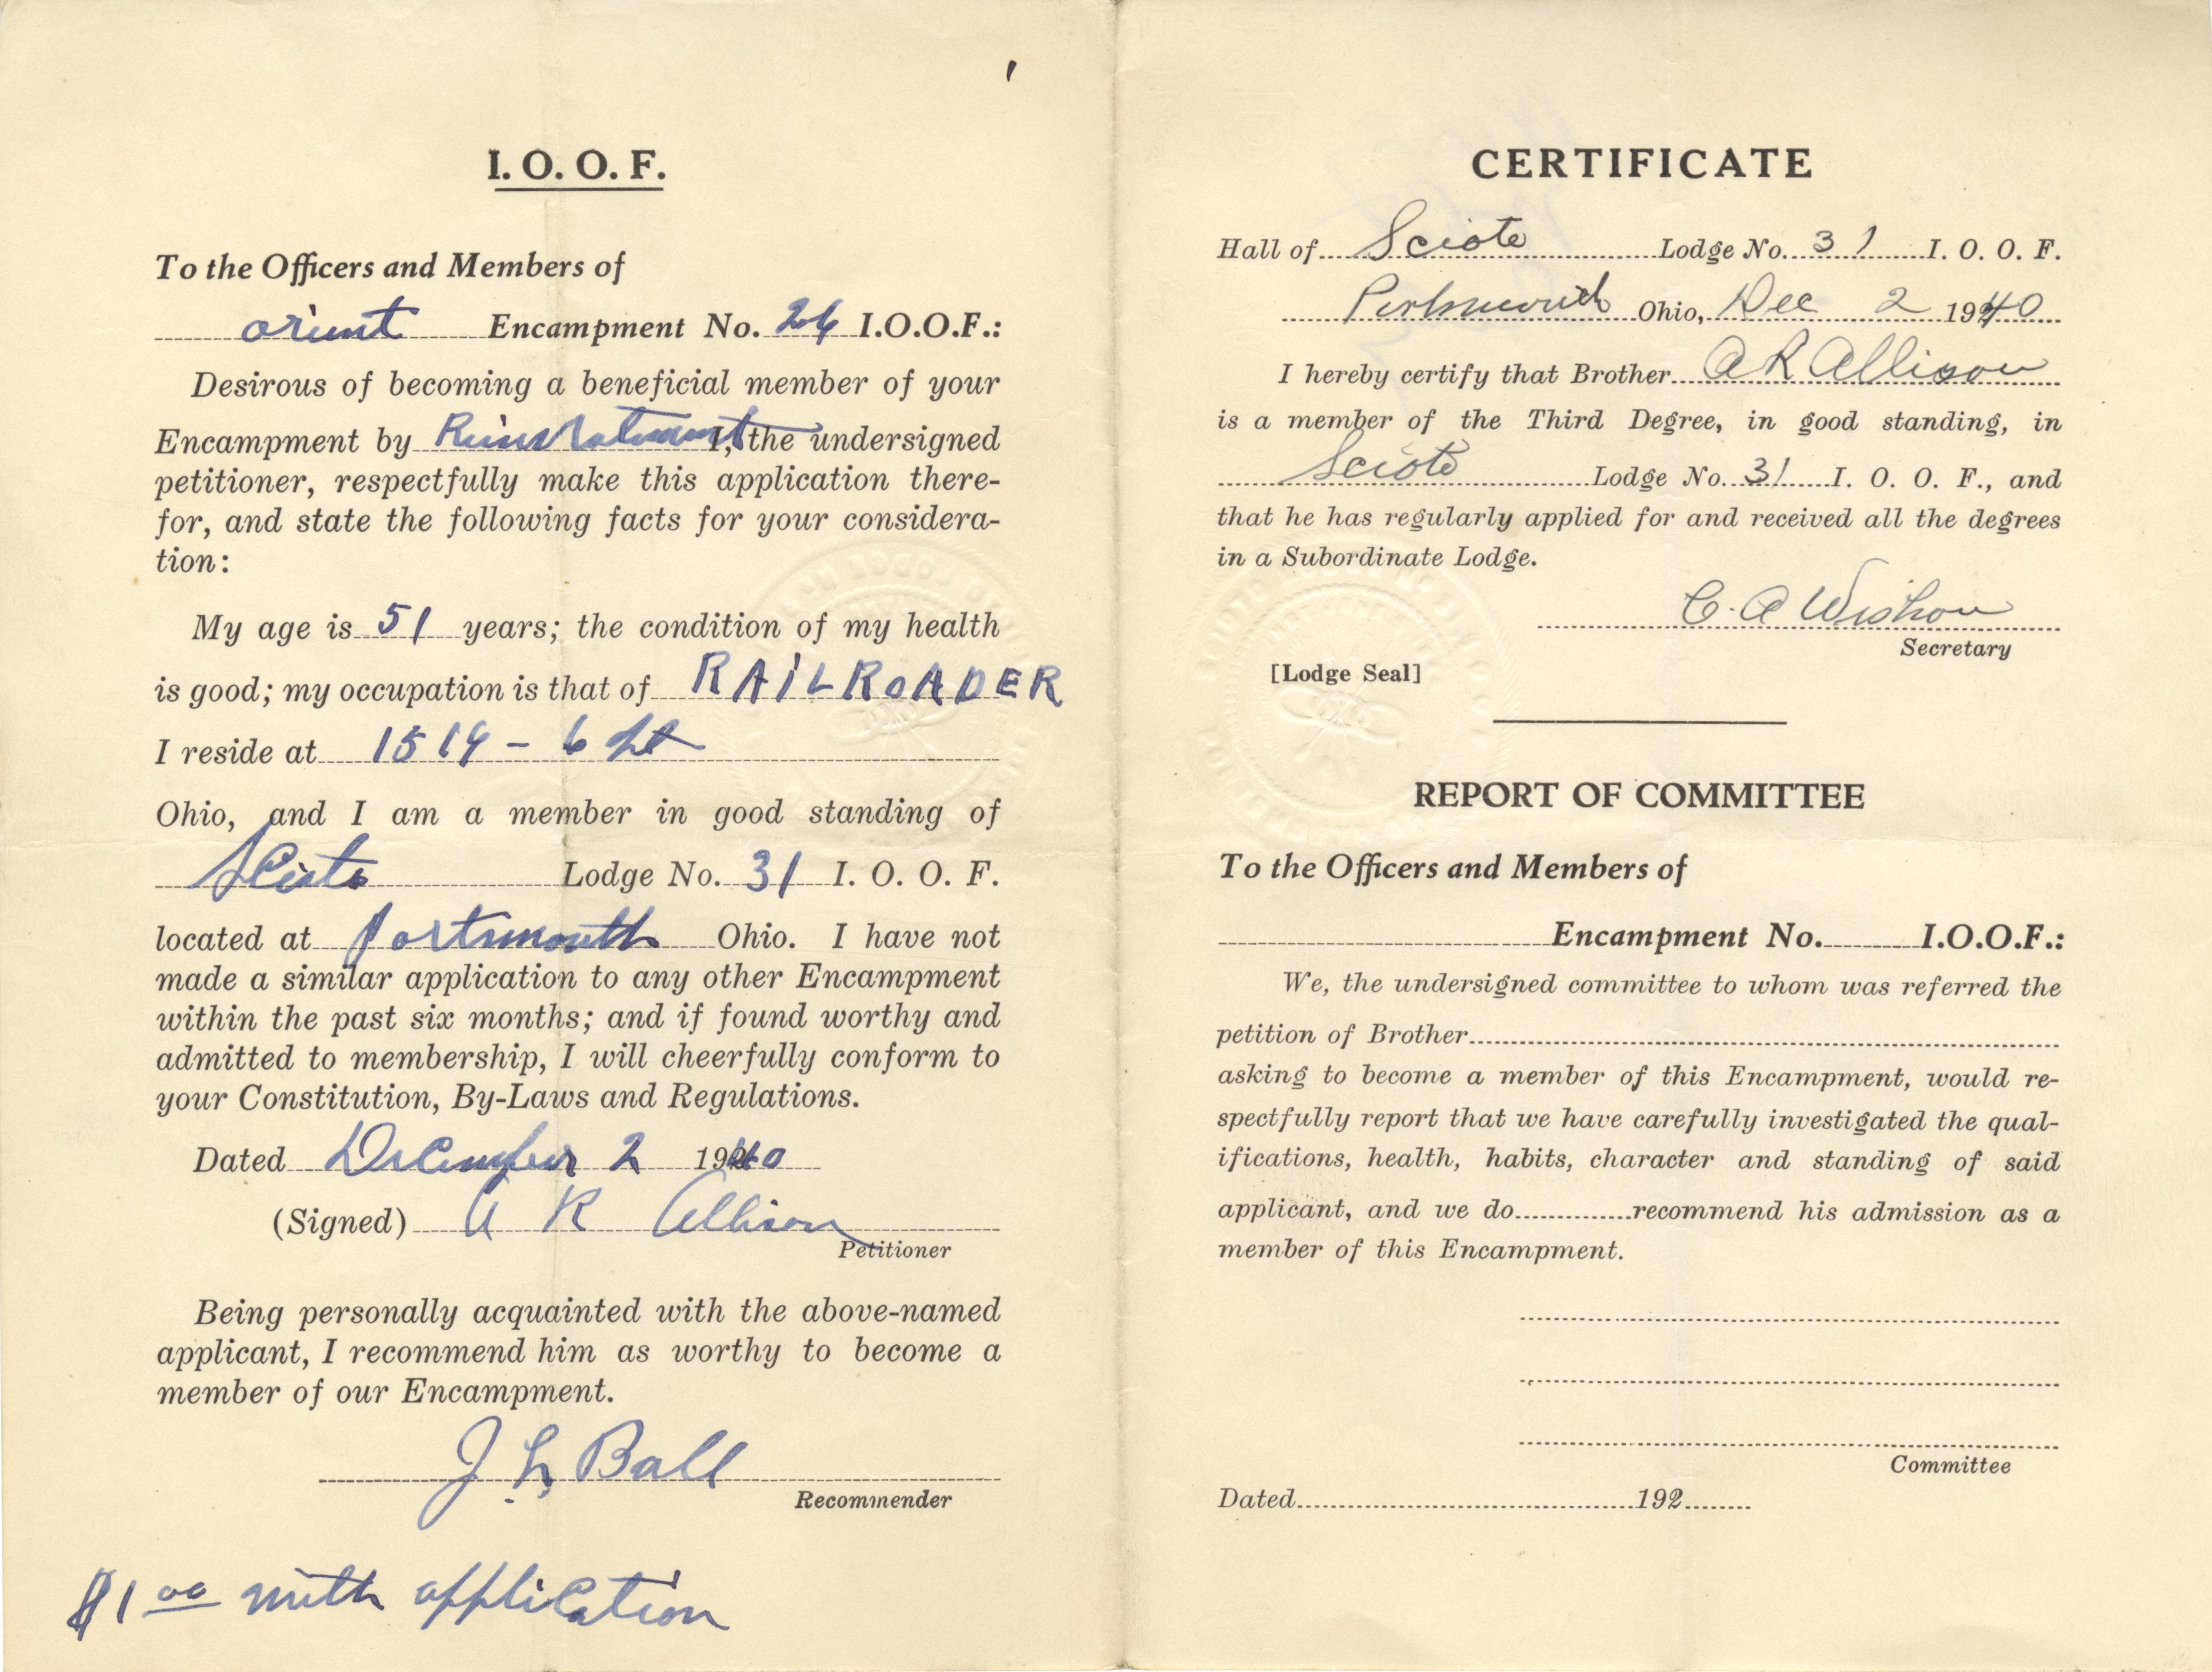 I. O. O. F.
To the Officers and Members of
Orient Encampment No. 26 I.O.O.F.:
Desirous of becoming a beneficial member of your
Encampment by Reinstatement I, the undersigned
petitioner, respectfully make this application there-
for, and state the following facts for your considera-
tion:
My age is 51 years; the condition of my health
is good; my occupation is that of RAILROADER
I reside at 1519 - 6 St
Ohio, and I am a member in good standing of
Scioto Lodge No. 31 I. O. O. F.
located at Portsmouth Ohio. I have not
made a similar application to any other Encampment
within the past six months; and if found worthy and
admitted to membership, I will cheerfully conform to
your Constitution, By-Laws and Regulations.
Dated December 2 1940
(Signed) A R Allison
Petitioner
Being personally acquainted with the above-named
applicant, I recommend him as worthy to become a
member of our Encampment.
J. L. Ball
Recommender
$1 00 with application
CERTIFICATE
Hall of Scioto Lodge No. 31 I. O. O. F.
Portsmouth Ohio, Dec 2 1940
I hereby certify that Brother A R Allison
is a member of the Third Degree, in good standing, in
Scioto Lodge No. 31 I. O. O. F., and
that he has regularly applied for and received all the degrees
in a Subordinate Lodge.
C. A Wishon
Secretary
[Lodge Seal]
REPORT OF COMMITTEE
To the Officers and Members of
Encampment No. I.O.O.F.:
We, the undersigned committee to whom was referred the
petition of Brother
asking to become a member of this Encampment, would re-
spectfully report that we have carefully investigated the qual-
ifications, health, habits, character and standing of said
applicant, and we do recommend his admission as a
member of this Encampment.
Committee
Dated 192